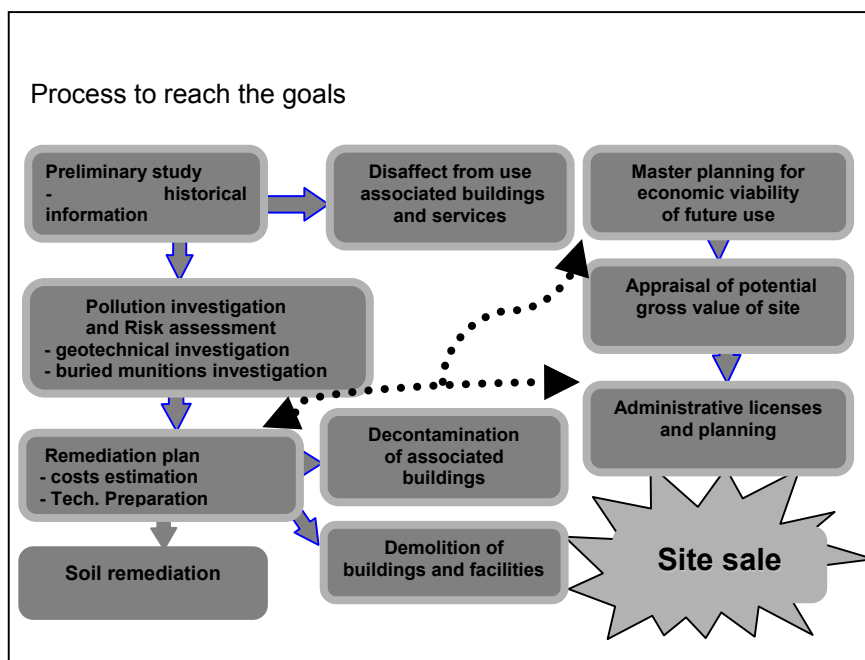 Process to reach the goals
Preliminary study
- historical
information
Disaffect from use
associated buildings
and services
Master planning for
economic viability
of future use
Pollution investigation
and Risk assessment
- geotechnical investigation
- buried munitions investigation
Appraisal of potential
gross value of site
Administrative licenses
and planning
Remediation plan
- costs estimation
- Tech. Preparation
Decontamination
of associated
buildings
Soil remediation
Demolition of
buildings and facilities
Site sale